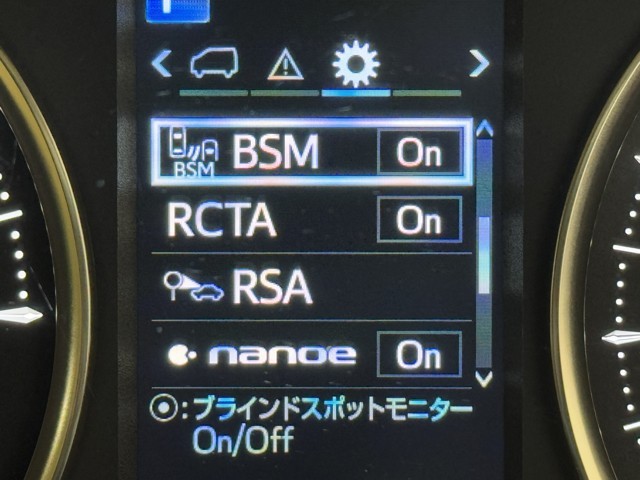 BSM BSM On
RCTA On
RSA
nanoe On
⦿:ブラインドスポットモニター
On/Off